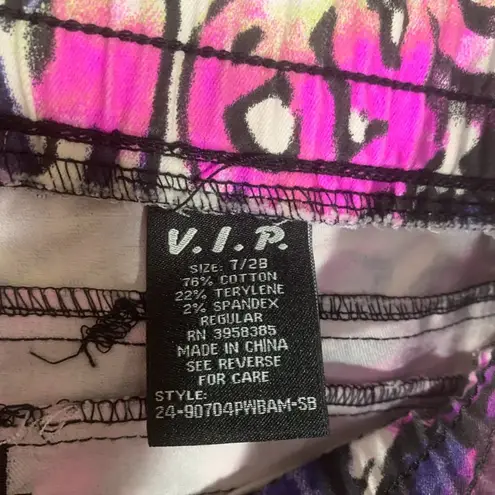 V.I.P.
SIZE: 7/28
76% COTTON
22% TERYLENE
2% SPANDEX
REGULAR
RN 3958385
MADE IN CHINA
SEE REVERSE
FOR CARE
STYLE:
24-90704PWBAM-SB